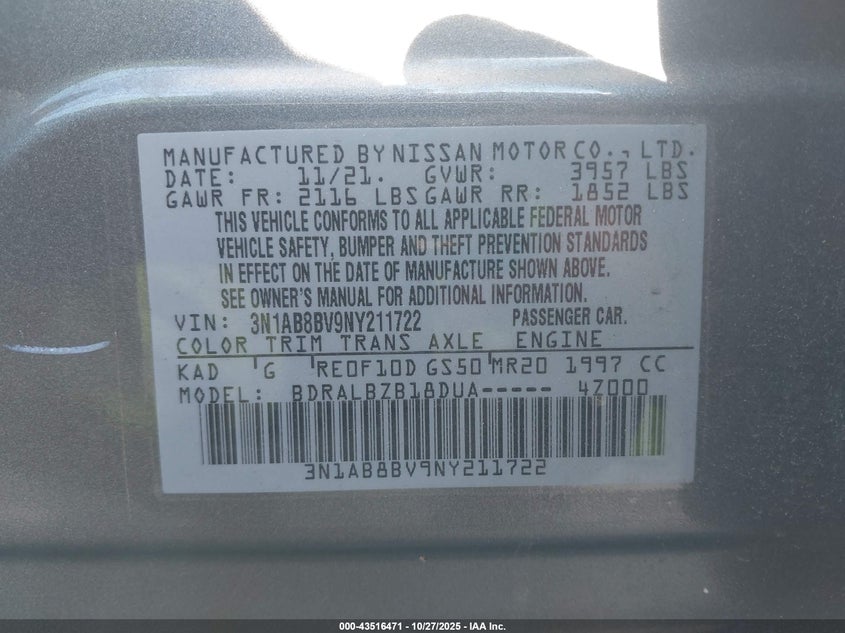 MANUFACTURED BY NISSAN MOTOR CO., LTD.
DATE: 11/21. GVWR: 3957 LBS
GAWR FR: 2116 LBS GAWR RR: 1852 LBS
THIS VEHICLE CONFORMS TO ALL APPLICABLE FEDERAL MOTOR
VEHICLE SAFETY, BUMPER AND THEFT PREVENTION STANDARDS
IN EFFECT ON THE DATE OF MANUFACTURE SHOWN ABOVE.
SEE OWNER'S MANUAL FOR ADDITIONAL INFORMATION.
VIN: 3N1AB8BV9NY211722 PASSENGER CAR.
COLOR TRIM TRANS AXLE ENGINE
KAD G RE0F10D GS50 MR20 1997 CC
MODEL: BDRALBZB18DUA----- 4Z000
3N1AB8BV9NY211722
000-43516471 | 10/27/2025 - IAA Inc.